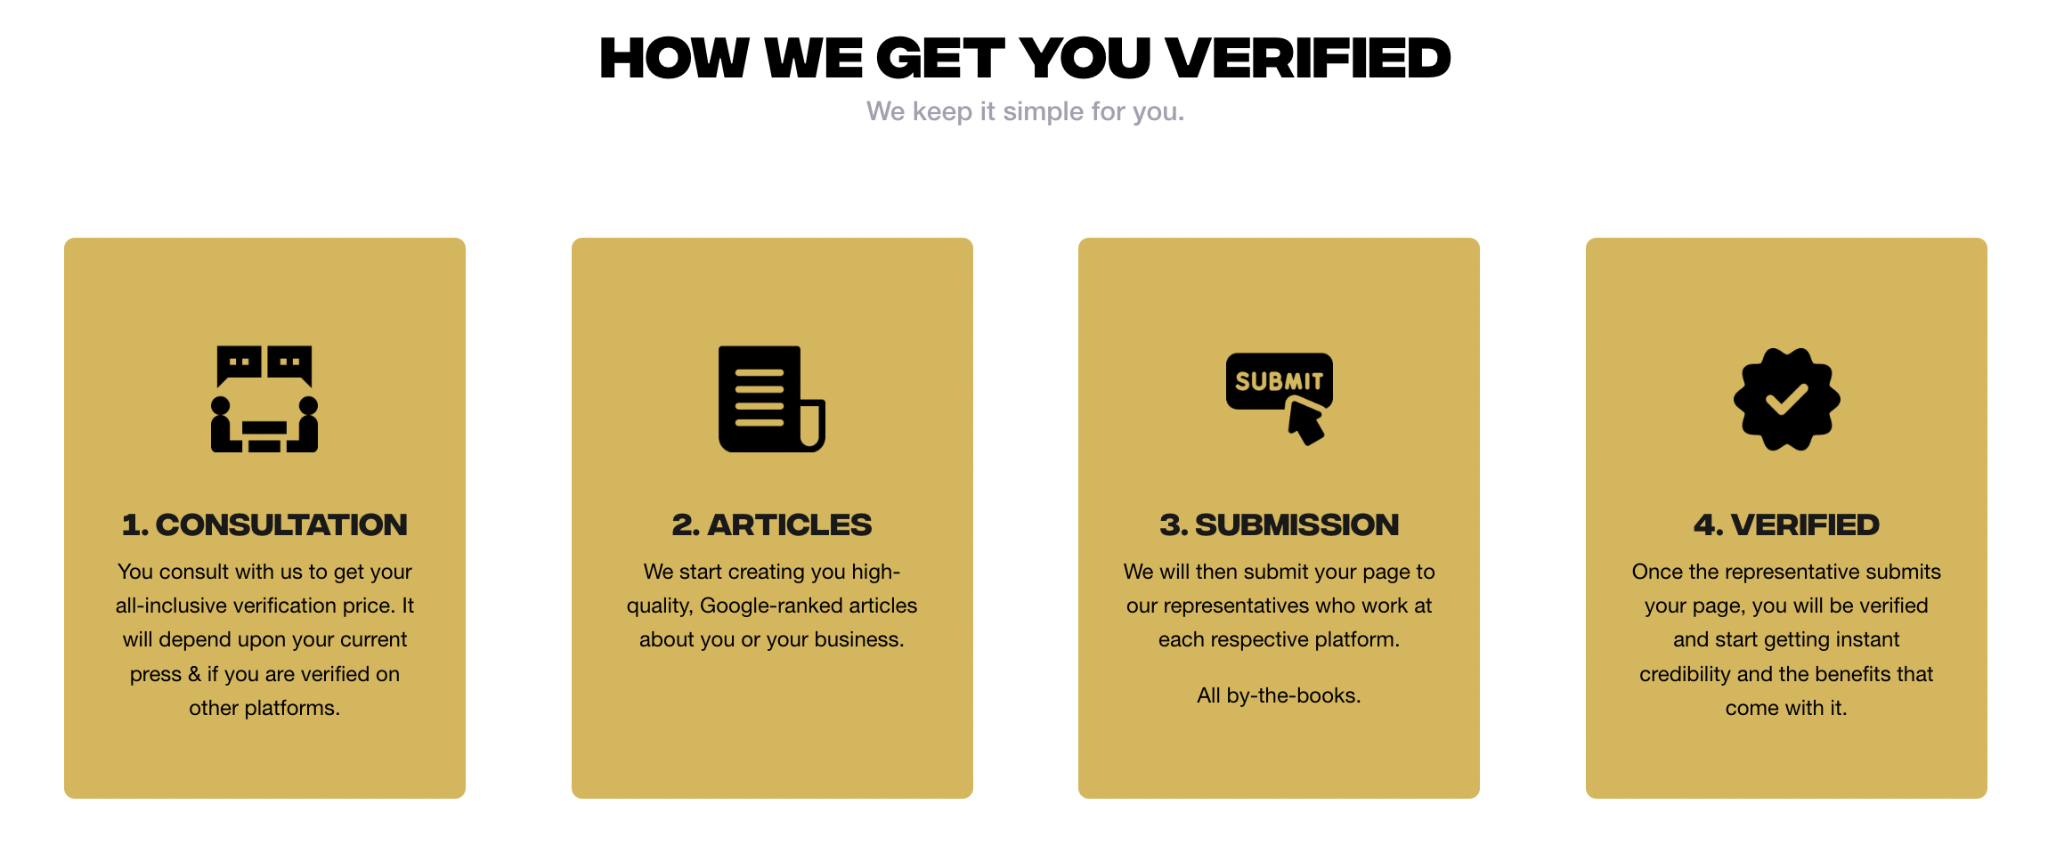 HOW WE GET YOU VERIFIED
We keep it simple for you.
SUBMIT
1. CONSULTATION
You consult with us to get your
all-inclusive verification price. It
will depend upon your current
press & if you are verified on
other platforms.
2. ARTICLES
We start creating you high-
quality, Google-ranked articles
about you or your business.
3. SUBMISSION
We will then submit your page to
our representatives who work at
each respective platform.
All by-the-books.
4. VERIFIED
Once the representative submits
your page, you will be verified
and start getting instant
credibility and the benefits that
come with it.